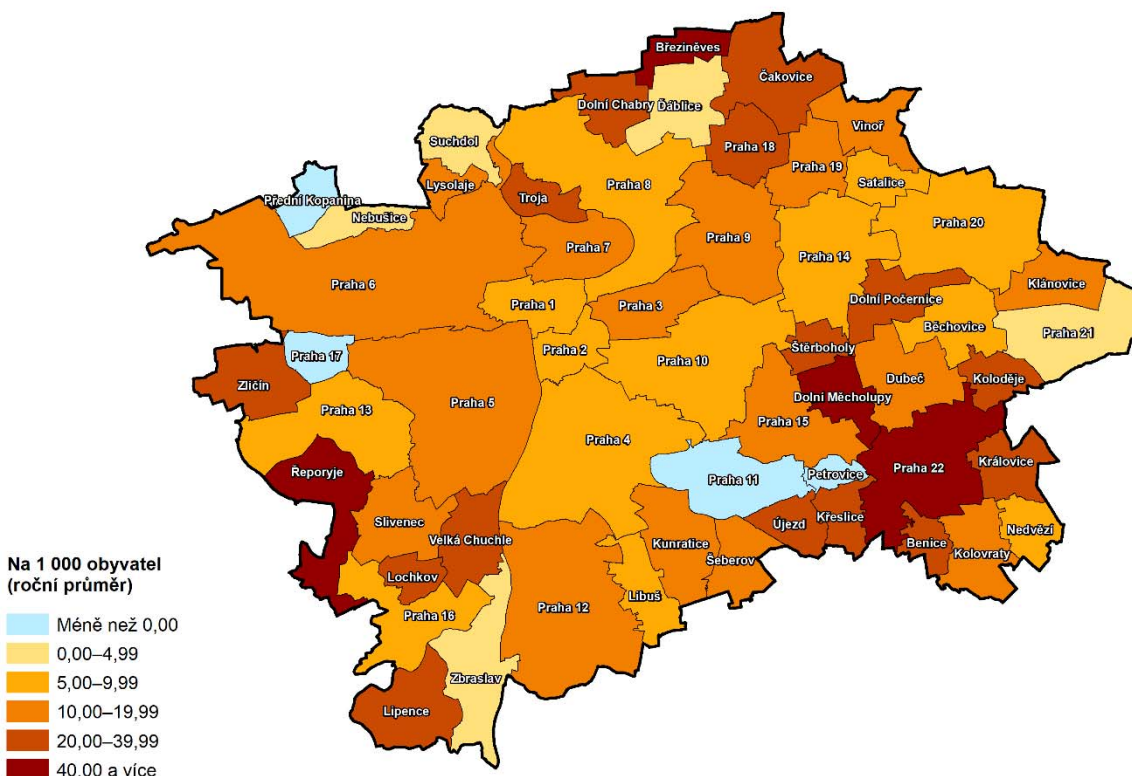 Březiněves
Čakovice
Dolní Chabry
Ďáblice
Vinoř
Suchdol
Praha 18
Praha 19
Lysolaje
Praha 8
Satalice
Přední Kopanina
Troja
Nebušice
Praha 20
Praha 7
Praha 9
Praha 14
Praha 6
Klánovice
Praha 1
Praha 3
Dolní Počernice
Běchovice
Praha 21
Štěrboholy
Praha 17
Praha 2
Praha 10
Dubeč
Koloděje
Zličín
Dolní Měcholupy
Praha 5
Praha 13
Praha 15
Praha 4
Řeporyje
Praha 22
Královice
Petrovice
Praha 11
Křeslice
Újezd
Slivenec
Nedvězí
Velká Chuchle
Benice
Kunratice
Šeberov
Kolovraty
Lochkov
Libuš
Praha 12
Praha 16
Zbraslav
Lipence
Na 1 000 obyvatel
(roční průměr)
Méně než 0,00
0,00–4,99
5,00–9,99
10,00–19,99
20,00–39,99
40,00 a více